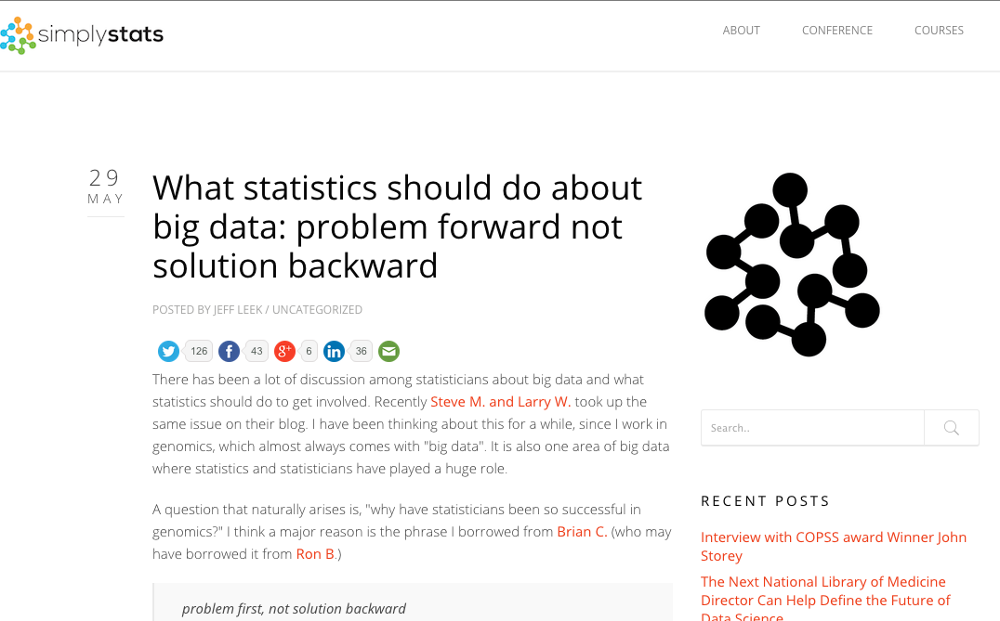 simplystats
ABOUT
CONFERENCE
COURSES
29
MAY
What statistics should do about
big data: problem forward not
solution backward
POSTED BY JEFF LEEK / UNCATEGORIZED
126
43
8+
6
in
36
There has been a lot of discussion among statisticians about big data and what
statistics should do to get involved. Recently Steve M. and Larry W. took up the
same issue on their blog. I have been thinking about this for a while, since I work in
genomics, which almost always comes with "big data". It is also one area of big data
where statistics and statisticians have played a huge role.
A question that naturally arises is, "why have statisticians been so successful in
genomics?" I think a major reason is the phrase I borrowed from Brian C. (who may
have borrowed it from Ron B.)
problem first, not solution backward
Search..
RECENT POSTS
Interview with COPSS award Winner John
Storey
The Next National Library of Medicine
Director Can Help Define the Future of
Data Science